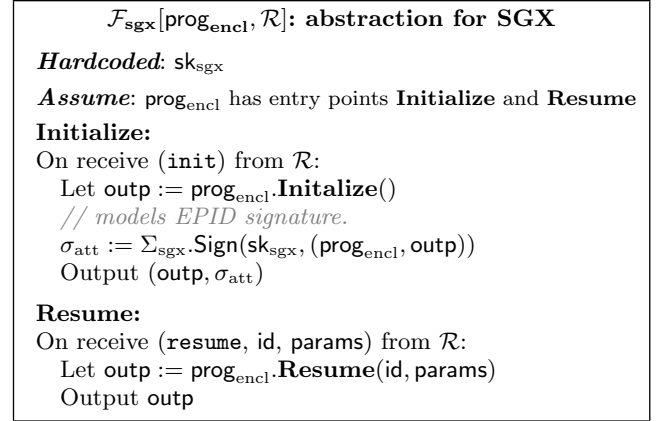 𝓕sgx[progencl, R]: abstraction for SGX
Hardcoded: sksgx
Assume: progencl has entry points Initialize and Resume
Initialize:
On receive (init) from R:
Let outp := progencl.Initalize()
// models EPID signature.
σatt := Σsgx.Sign(sksgx, (progencl, outp))
Output (outp, σatt)
Resume:
On receive (resume, id, params) from R:
Let outp := progencl.Resume(id, params)
Output outp